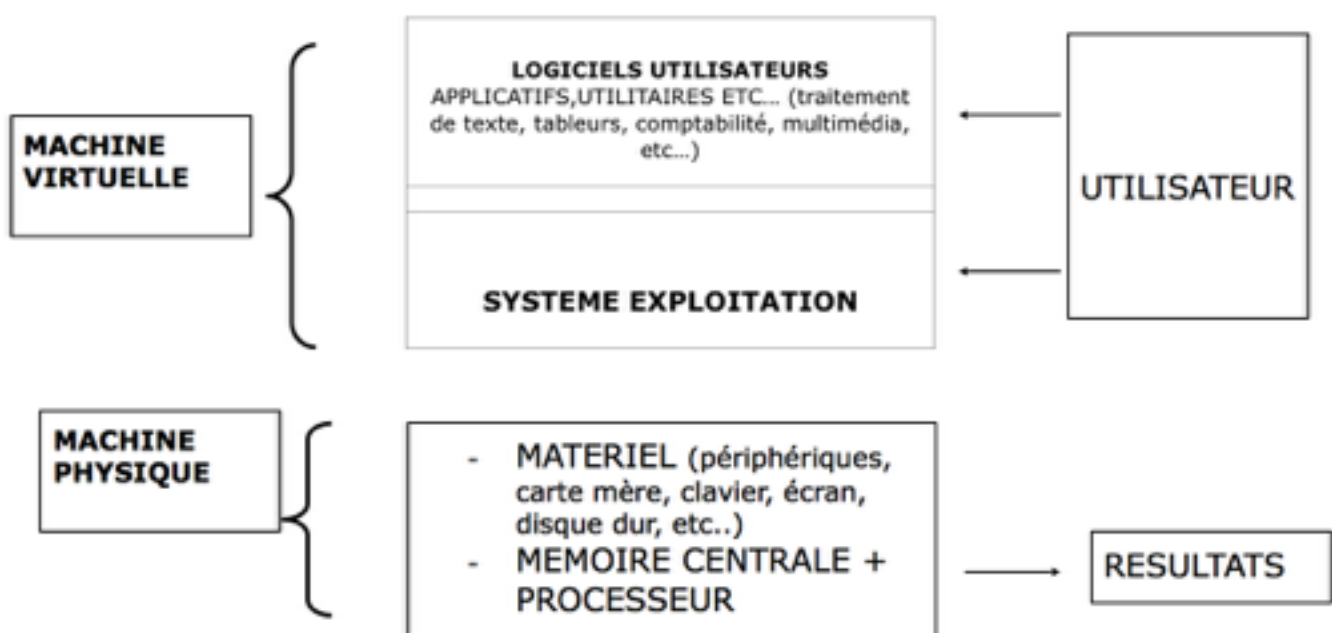 LOGICIELS UTILISATEURS
APPLICATIFS,UTILITAIRES ETC... (traitement
de texte, tableurs, comptabilité, multimédia,
etc...)
MACHINE
VIRTUELLE
UTILISATEUR
SYSTEME EXPLOITATION
MACHINE
PHYSIQUE
- MATERIEL (périphériques,
carte mère, clavier, écran,
disque dur, etc..)
- MEMOIRE CENTRALE +
PROCESSEUR
RESULTATS